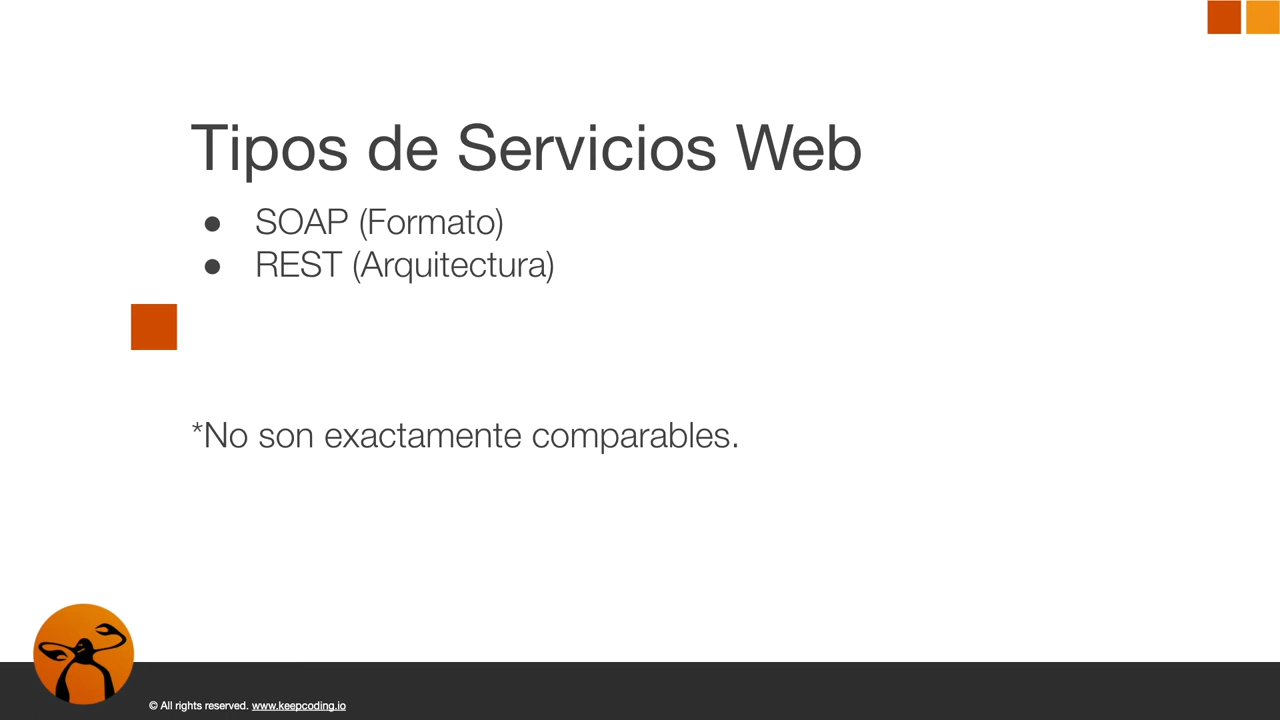 Tipos de Servicios Web
● SOAP (Formato)
● REST (Arquitectura)
*No son exactamente comparables.
© All rights reserved. www.keepcoding.io